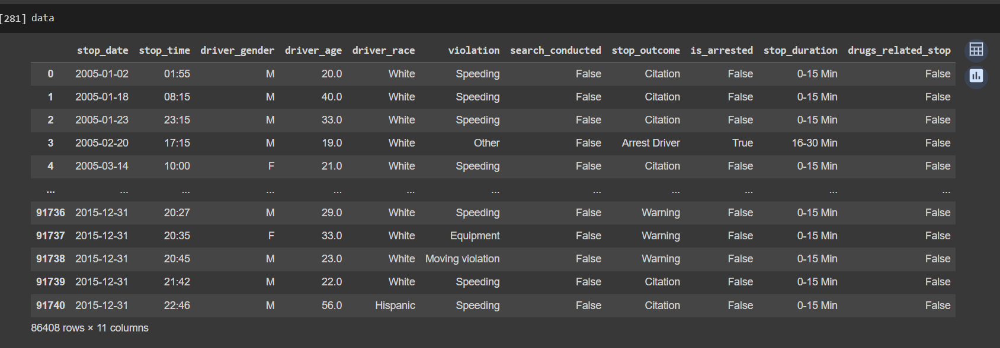 [281] data
stop_date stop_time driver_gender driver_age driver_race violation search_conducted stop_outcome is_arrested stop_duration drugs_related_stop
0 2005-01-02 01:55 M 20.0 White Speeding False Citation False 0-15 Min False
1 2005-01-18 08:15 M 40.0 White Speeding False Citation False 0-15 Min False
2 2005-01-23 23:15 M 33.0 White Speeding False Citation False 0-15 Min False
3 2005-02-20 17:15 M 19.0 White Other False Arrest Driver True 16-30 Min False
4 2005-03-14 10:00 F 21.0 White Speeding False Citation False 0-15 Min False
... ... ... ... ... ... ... ... ... ... ... ...
91736 2015-12-31 20:27 M 29.0 White Speeding False Warning False 0-15 Min False
91737 2015-12-31 20:35 F 33.0 White Equipment False Warning False 0-15 Min False
91738 2015-12-31 20:45 M 23.0 White Moving violation False Warning False 0-15 Min False
91739 2015-12-31 21:42 M 22.0 White Speeding False Citation False 0-15 Min False
91740 2015-12-31 22:46 M 56.0 Hispanic Speeding False Citation False 0-15 Min False
86408 rows × 11 columns